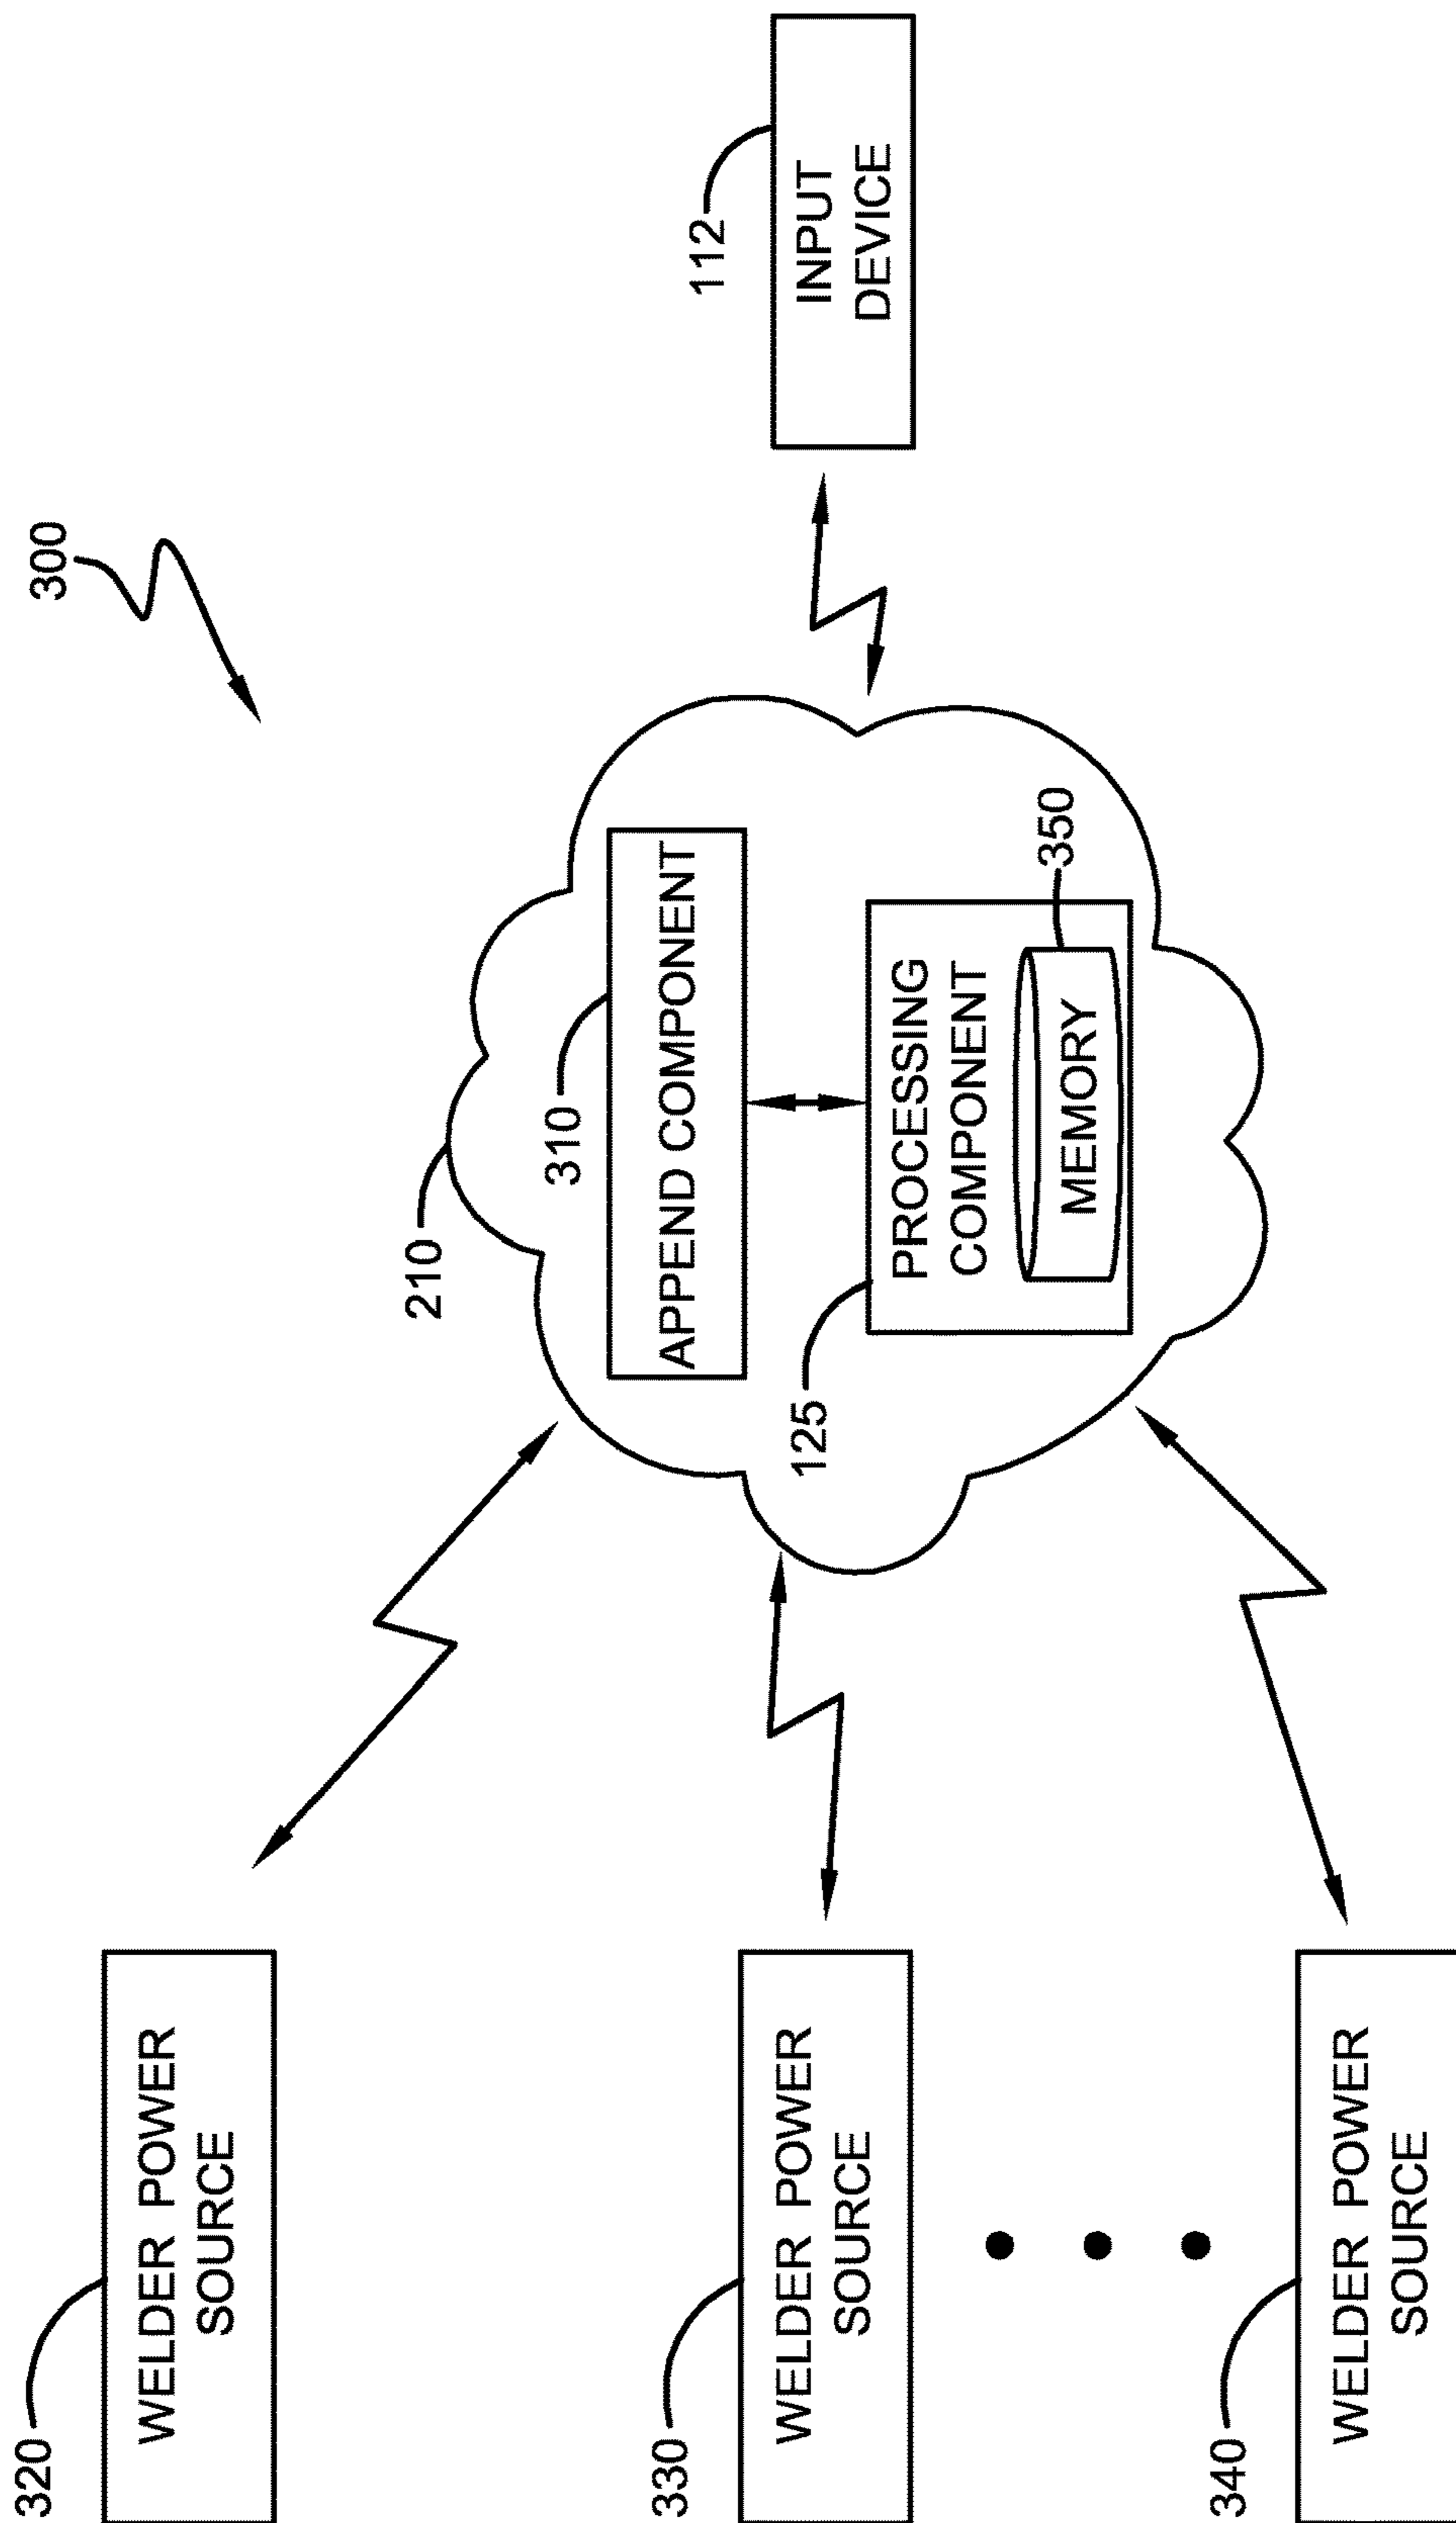 300
320
WELDER POWER
SOURCE
330
WELDER POWER
SOURCE
340
WELDER POWER
SOURCE
210
310
APPEND COMPONENT
125
PROCESSING
COMPONENT
MEMORY
350
112
INPUT
DEVICE